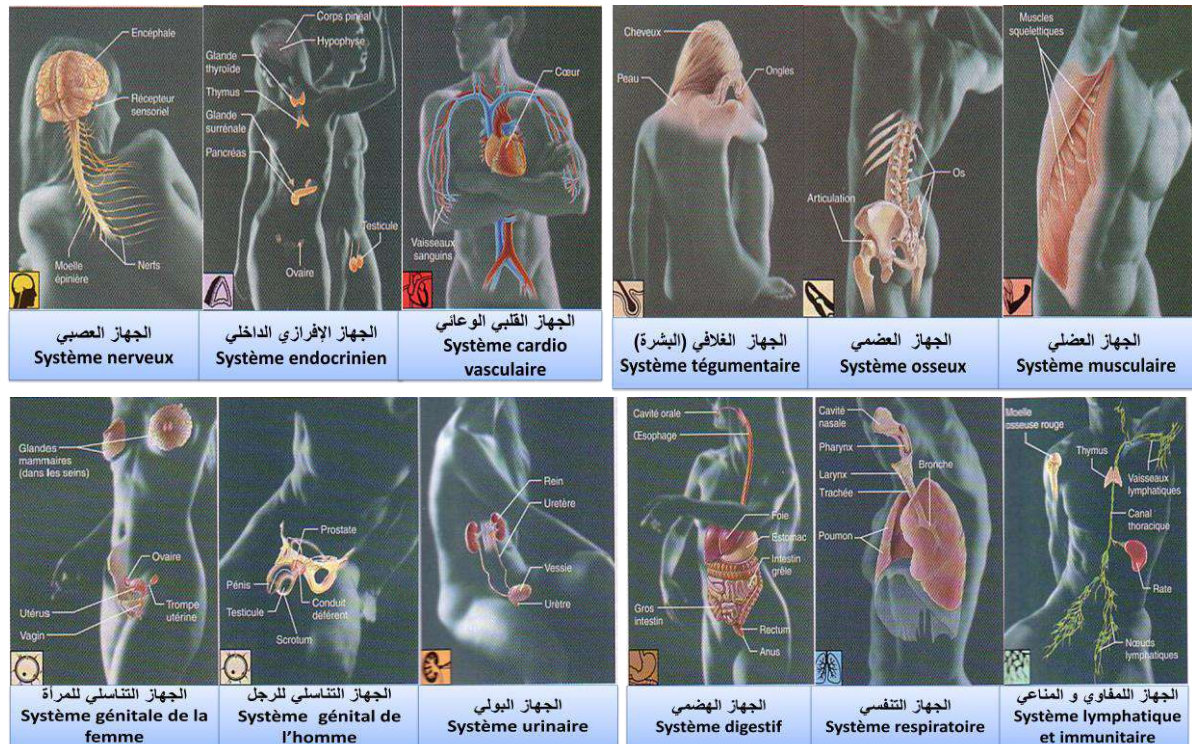 Encéphale
Récepteur
sensoriel
Moelle
épinière
Nerfs
الجهاز العصبي
Système nerveux
Corps pinéal
Hypophyse
Glande
thyroïde
Thymus
Glande
surrénale
Pancréas
Testicule
Ovaire
الجهاز الإفرازي الداخلي
Système endocrinien
Cœur
Vaisseaux
sanguins
الجهاز القلبي الوعائي
Système cardio
vasculaire
Cheveux
Peau
Ongles
الجهاز الغلافي (البشرة)
Système tégumentaire
Os
Articulation
الجهاز العضمي
Système osseux
Muscles
squelettiques
الجهاز العضلي
Système musculaire
Glandes
mammaires
(dans les seins)
Ovaire
Utérus
Trompe
utérine
Vagin
الجهاز التناسلي للمرأة
Système génitale de la
femme
Prostate
Pénis
Testicule
Conduit
déférent
Scrotum
الجهاز التناسلي للرجل
Système génital de
l'homme
Rein
Uretère
Vessie
Urètre
الجهاز البولي
Système urinaire
Cavité orale
Œsophage
Foie
Estomac
Intestin
grêle
Gros
intestin
Rectum
Anus
الجهاز الهضمي
Système digestif
Cavité
nasale
Pharynx
Larynx
Trachée
Bronche
Poumon
الجهاز التنفسي
Système respiratoire
Moelle
osseuse rouge
Thymus
Vaisseaux
lymphatiques
Canal
thoracique
Rate
Nœuds
lymphatiques
الجهاز اللمفاوي و المناعي
Système lymphatique
et immunitaire